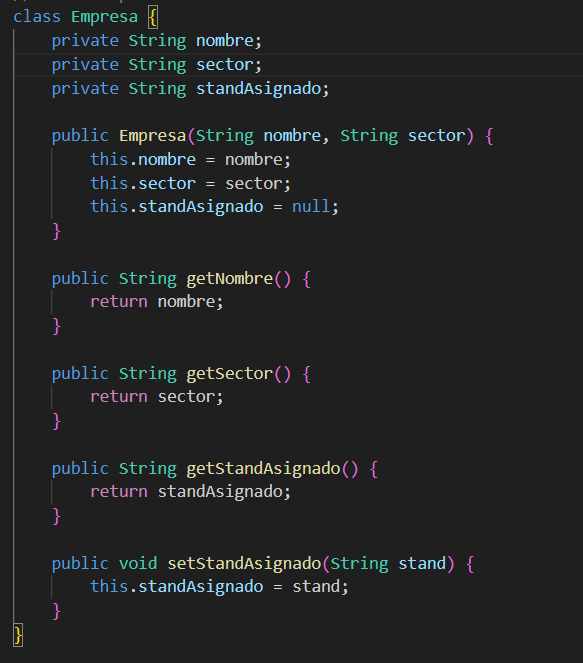 class Empresa {
    private String nombre;
    private String sector;
    private String standAsignado;

    public Empresa(String nombre, String sector) {
        this.nombre = nombre;
        this.sector = sector;
        this.standAsignado = null;
    }

    public String getNombre() {
        return nombre;
    }

    public String getSector() {
        return sector;
    }

    public String getStandAsignado() {
        return standAsignado;
    }

    public void setStandAsignado(String stand) {
        this.standAsignado = stand;
    }
}